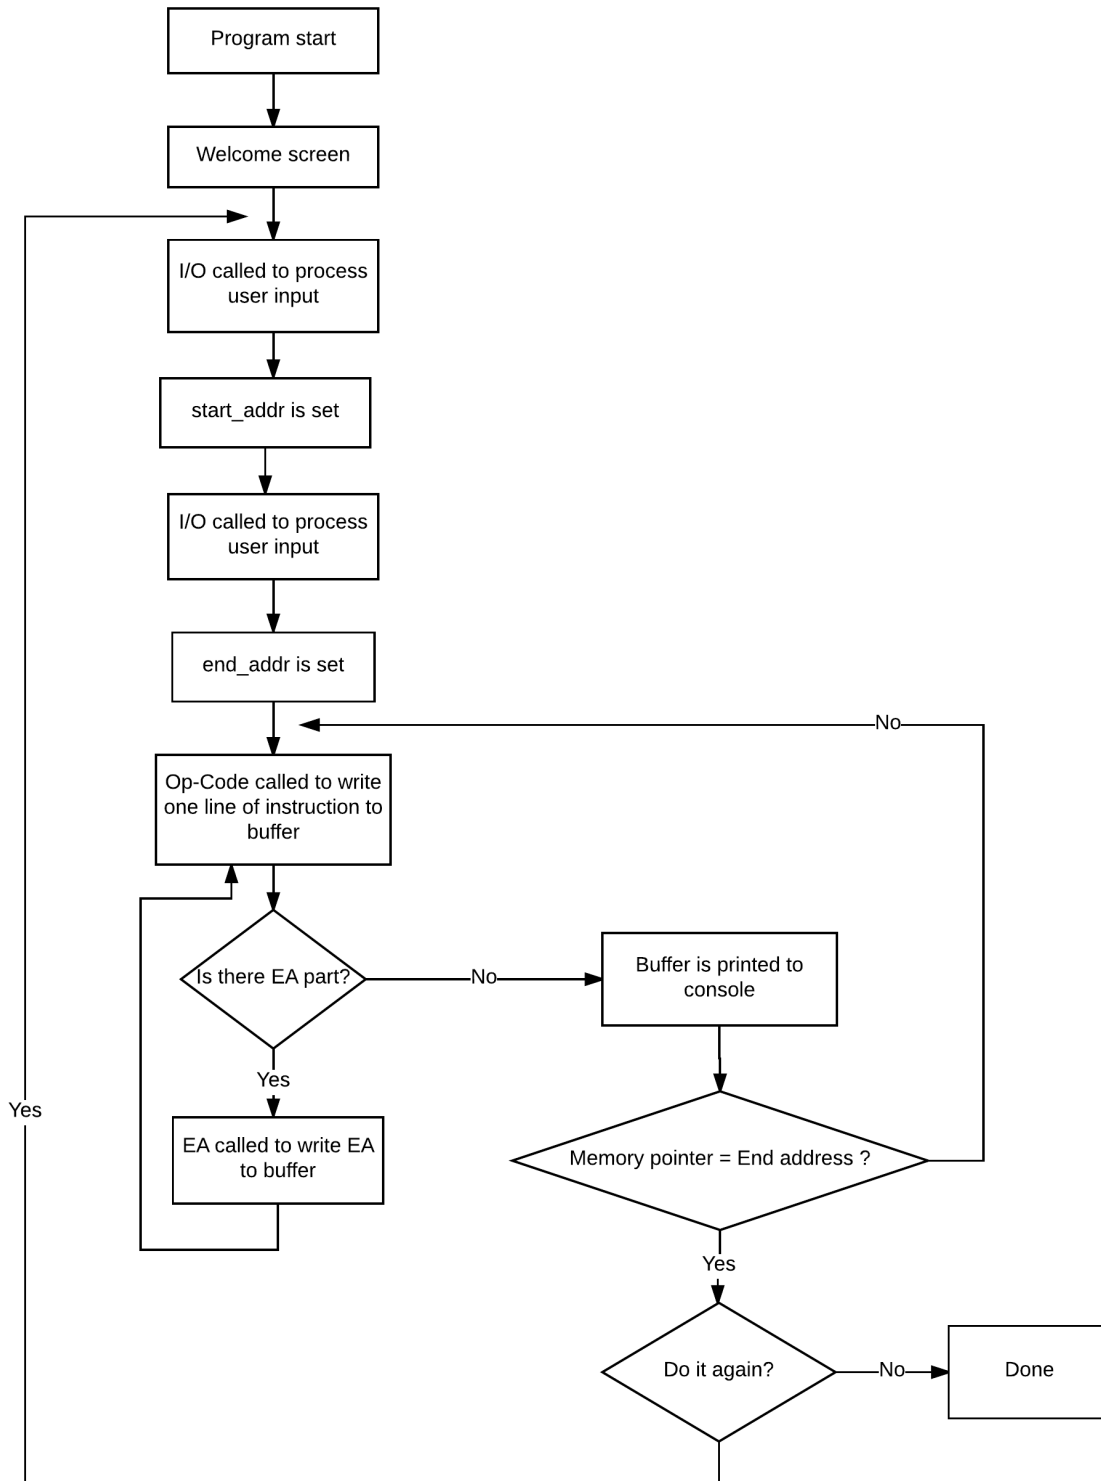 Program start
Welcome screen
I/O called to process
user input
start_addr is set
I/O called to process
user input
end_addr is set
No
Op-Code called to write
one line of instruction to
buffer
Is there EA part?
No
Buffer is printed to
console
Yes
Yes
EA called to write EA
to buffer
Memory pointer = End address ?
Yes
Do it again?
No
Done